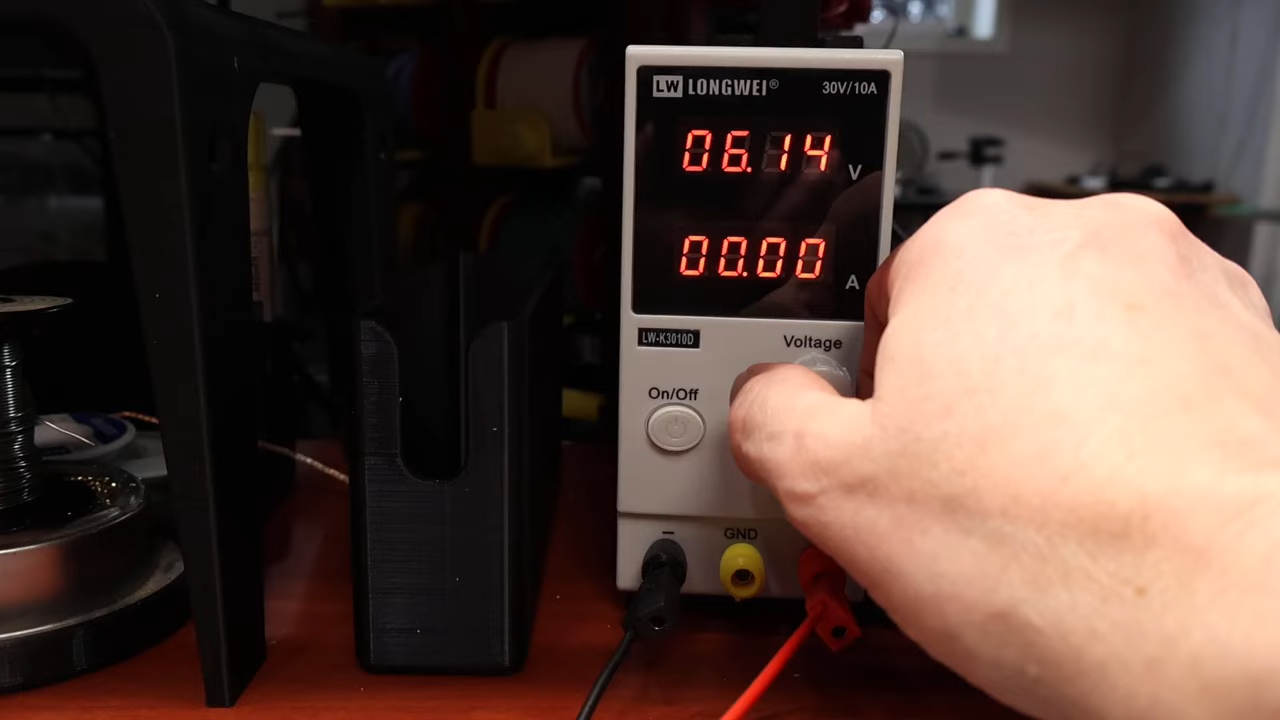 LW LONGWEI® 30V/10A
06.14 V
00.00 A
LW-K3010D
Voltage
On/Off
− GND